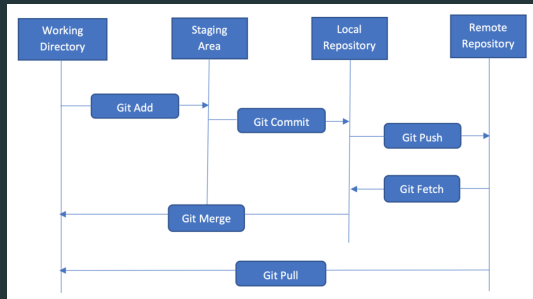 Working
Directory
Staging
Area
Local
Repository
Remote
Repository
Git Add
Git Commit
Git Push
Git Fetch
Git Merge
Git Pull